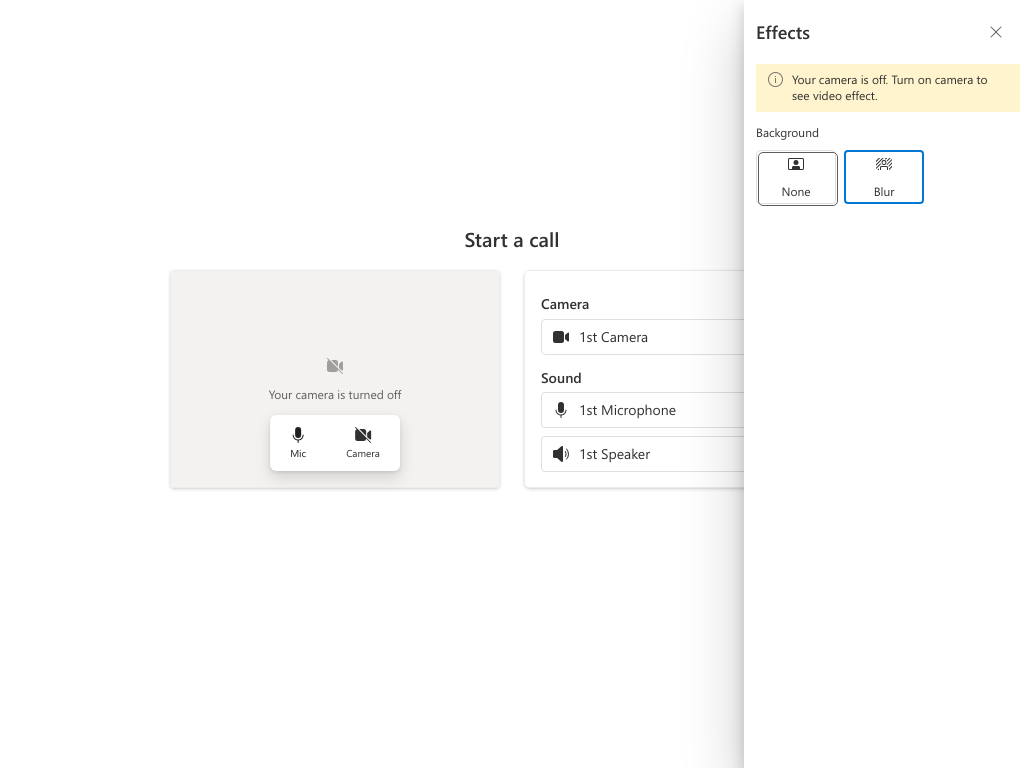 Effects
Your camera is off. Turn on camera to
see video effect.
Background
None
Blur
Start a call
Your camera is turned off
Mic
Camera
Camera
1st Camera
Sound
1st Microphone
1st Speaker